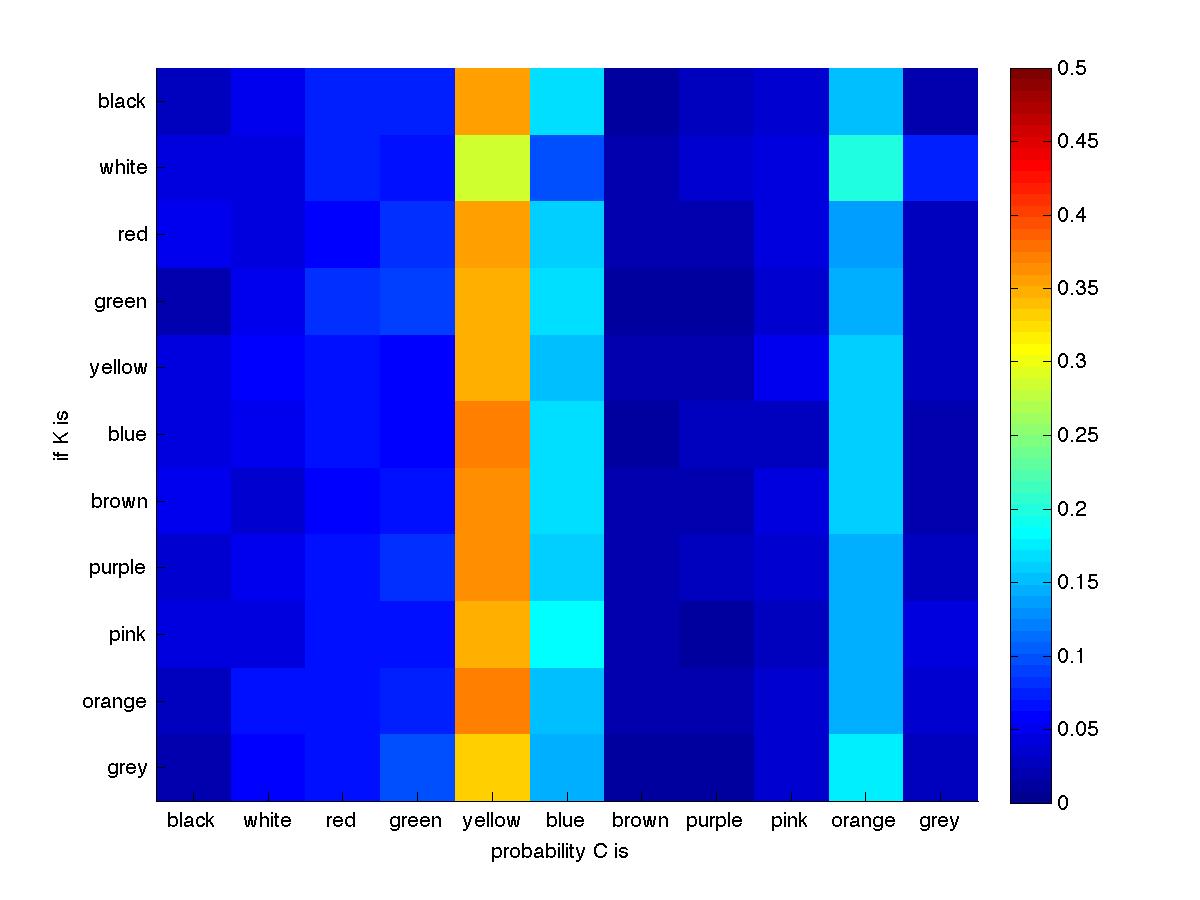 black
white
red
green
yellow
blue
brown
purple
pink
orange
grey
if K is
black white red green yellow blue brown purple pink orange grey
probability C is
0.5
0.45
0.4
0.35
0.3
0.25
0.2
0.15
0.1
0.05
0